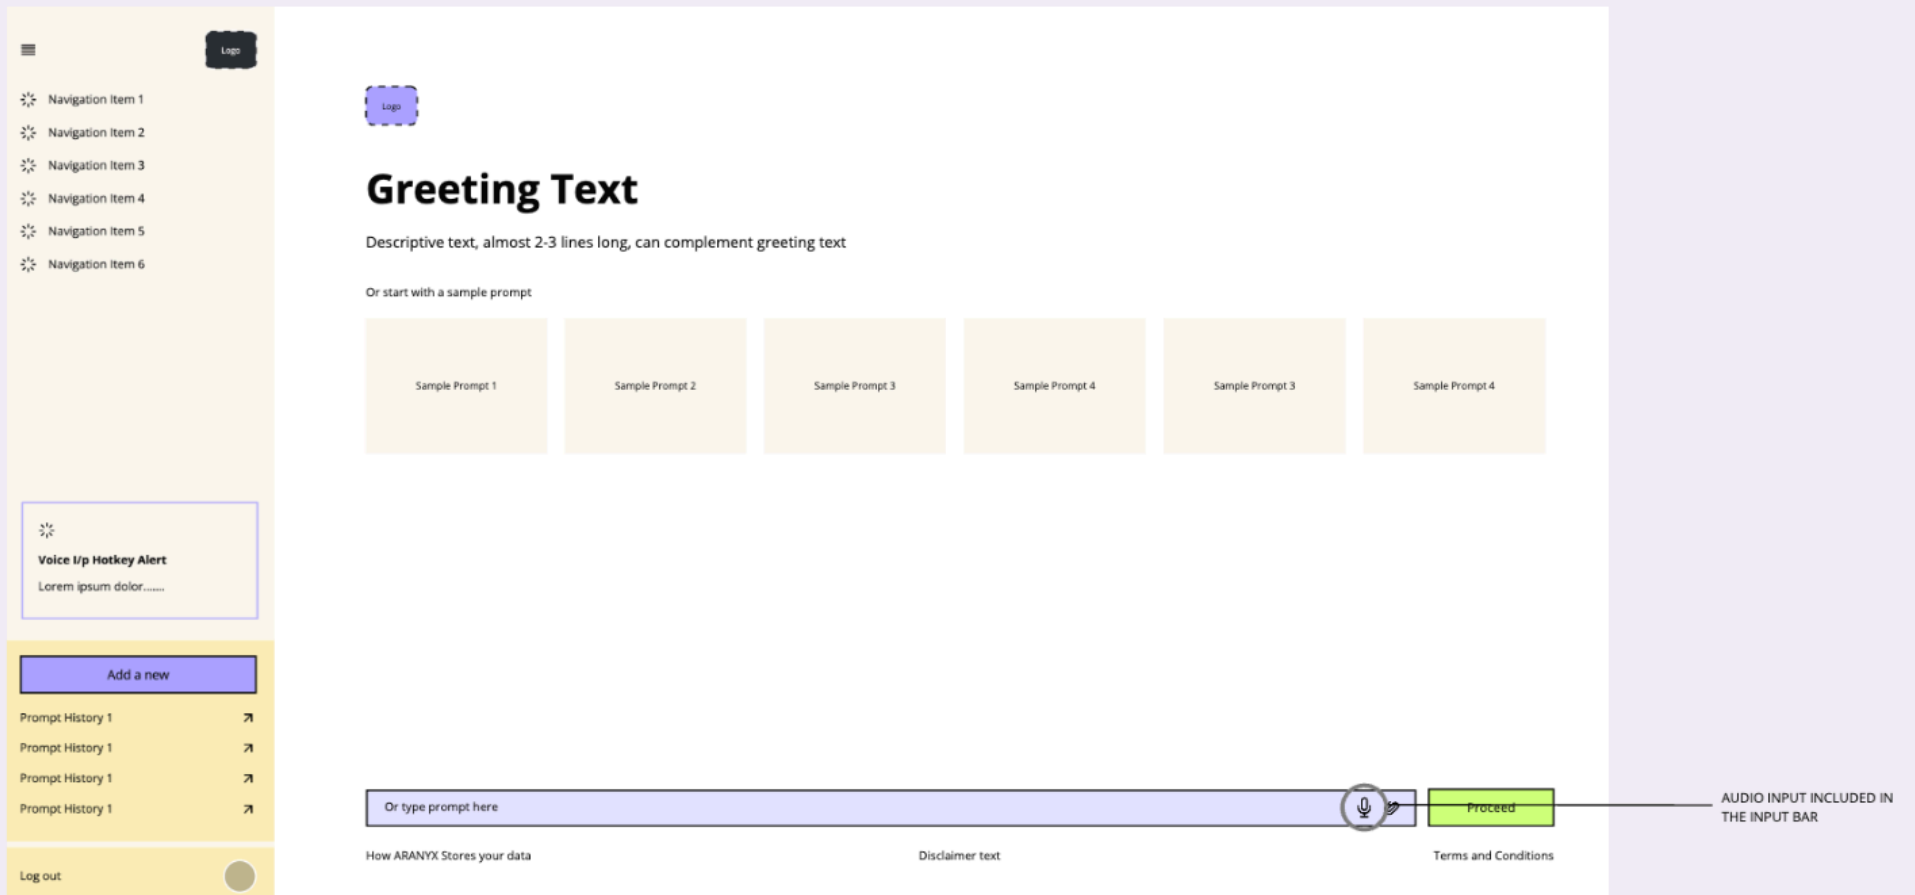 Logo
Navigation Item 1
Navigation Item 2
Navigation Item 3
Navigation Item 4
Navigation Item 5
Navigation Item 6
Voice I/p Hotkey Alert
Lorem ipsum dolor.......
Add a new
Prompt History 1
Prompt History 1
Prompt History 1
Prompt History 1
Log out
Logo
Greeting Text
Descriptive text, almost 2-3 lines long, can complement greeting text
Or start with a sample prompt
Sample Prompt 1
Sample Prompt 2
Sample Prompt 3
Sample Prompt 4
Sample Prompt 3
Sample Prompt 4
Or type prompt here
Proceed
How ARANYX Stores your data
Disclaimer text
Terms and Conditions
AUDIO INPUT INCLUDED IN
THE INPUT BAR